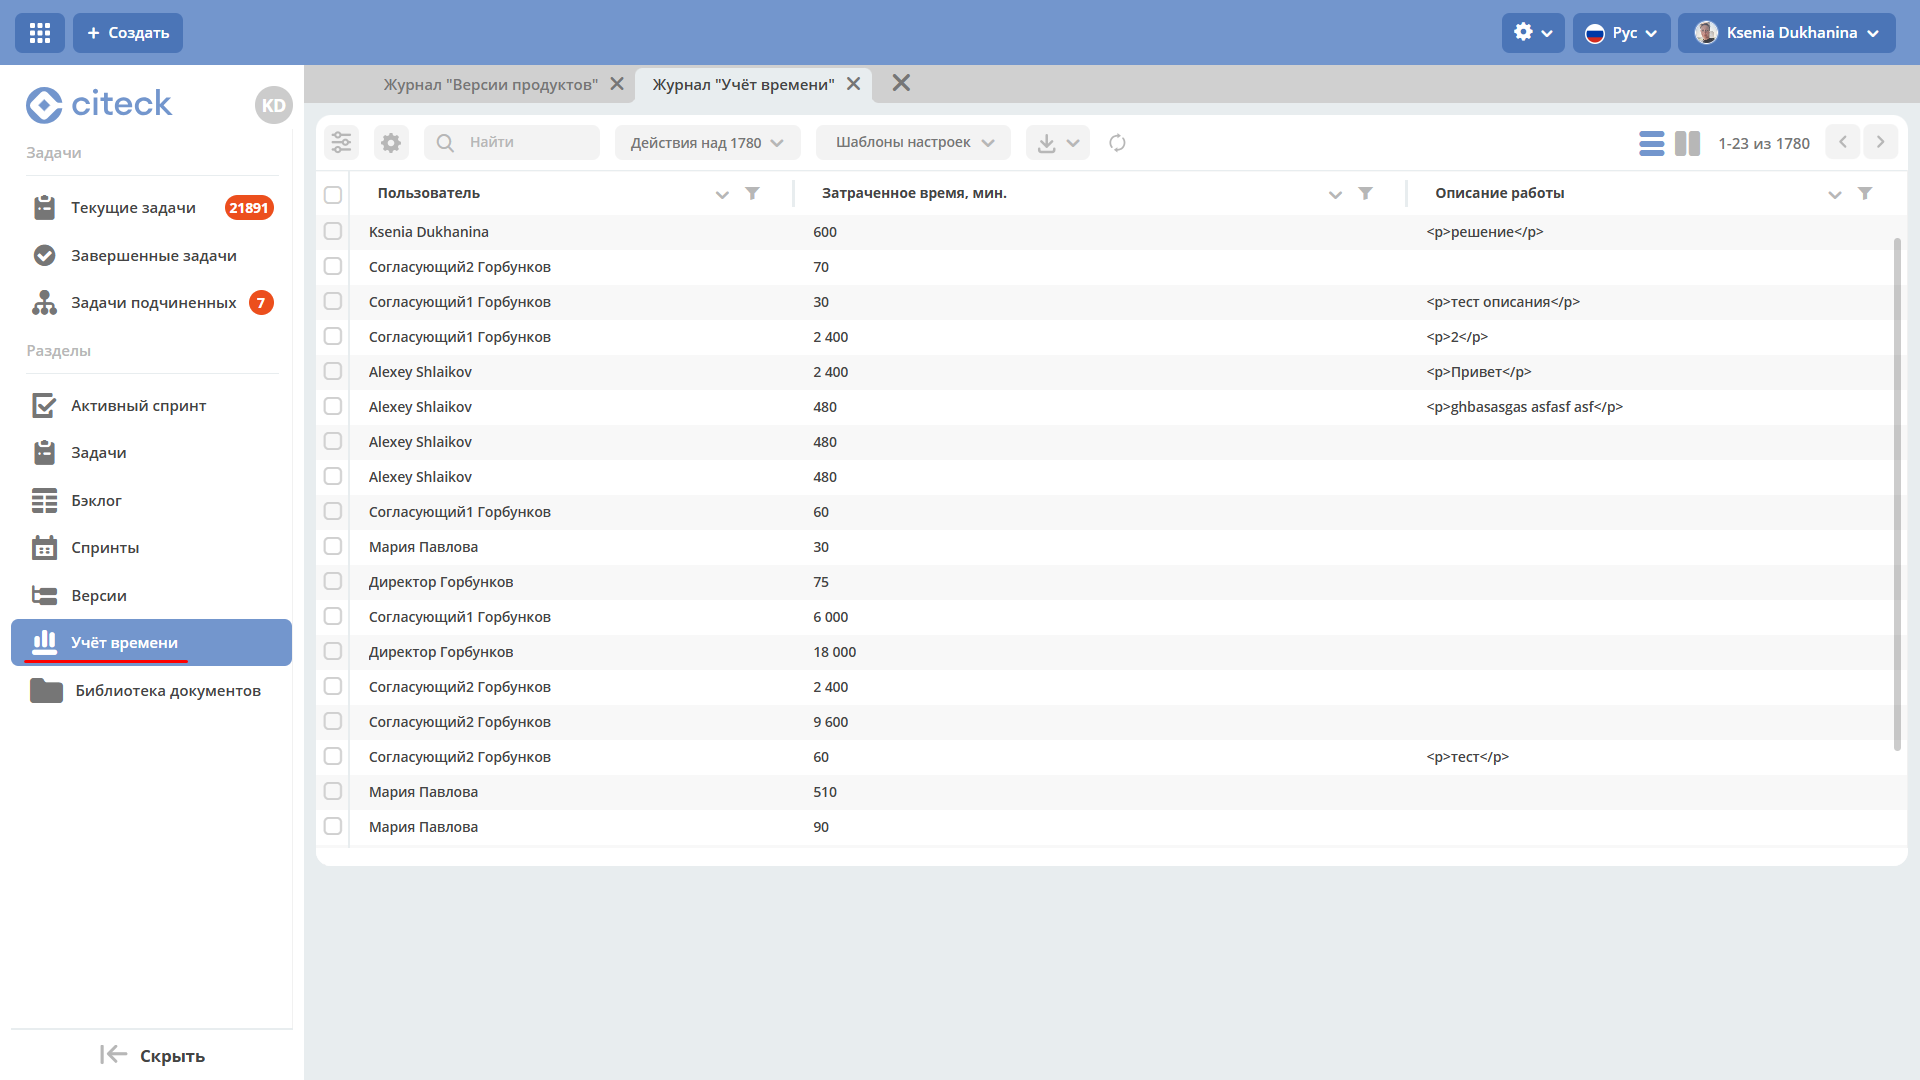 + Создать
Рус
Ksenia Dukhanina
citeck
KD
Журнал "Версии продуктов"
Журнал "Учёт времени"
Задачи
Текущие задачи 21891
Завершенные задачи
Задачи подчиненных 7
Разделы
Активный спринт
Задачи
Бэклог
Спринты
Версии
Учёт времени
Библиотека документов
Скрыть
Найти
Действия над 1780
Шаблоны настроек
1-23 из 1780
Пользователь Затраченное время, мин. Описание работы
Ksenia Dukhanina 600 <p>решение</p>
Согласующий2 Горбунков 70
Согласующий1 Горбунков 30 <p>тест описания</p>
Согласующий1 Горбунков 2 400 <p>2</p>
Alexey Shlaikov 2 400 <p>Привет</p>
Alexey Shlaikov 480 <p>ghbasasgas asfasf asf</p>
Alexey Shlaikov 480
Alexey Shlaikov 480
Согласующий1 Горбунков 60
Мария Павлова 30
Директор Горбунков 75
Согласующий1 Горбунков 6 000
Директор Горбунков 18 000
Согласующий2 Горбунков 2 400
Согласующий2 Горбунков 9 600
Согласующий2 Горбунков 60 <p>тест</p>
Мария Павлова 510
Мария Павлова 90